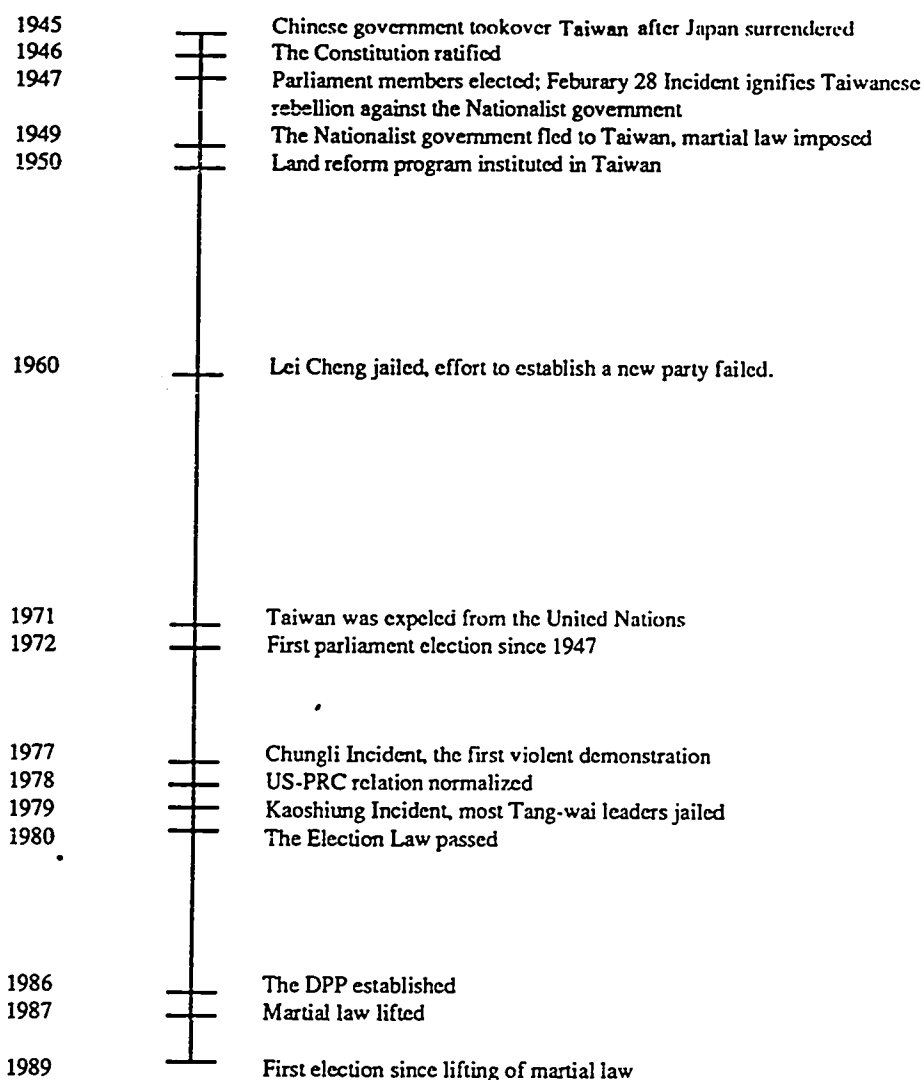 1945 Chinese government tookover Taiwan after Japan surrendered
1946 The Constitution ratified
1947 Parliament members elected; Feburary 28 Incident ignifies Taiwanese
rebellion against the Nationalist government
1949 The Nationalist government fled to Taiwan, martial law imposed
1950 Land reform program instituted in Taiwan
1960 Lei Cheng jailed, effort to establish a new party failed.
1971 Taiwan was expeled from the United Nations
1972 First parliament election since 1947
1977 Chungli Incident, the first violent demonstration
1978 US-PRC relation normalized
1979 Kaoshiung Incident, most Tang-wai leaders jailed
1980 The Election Law passed
1986 The DPP established
1987 Martial law lifted
1989 First election since lifting of martial law